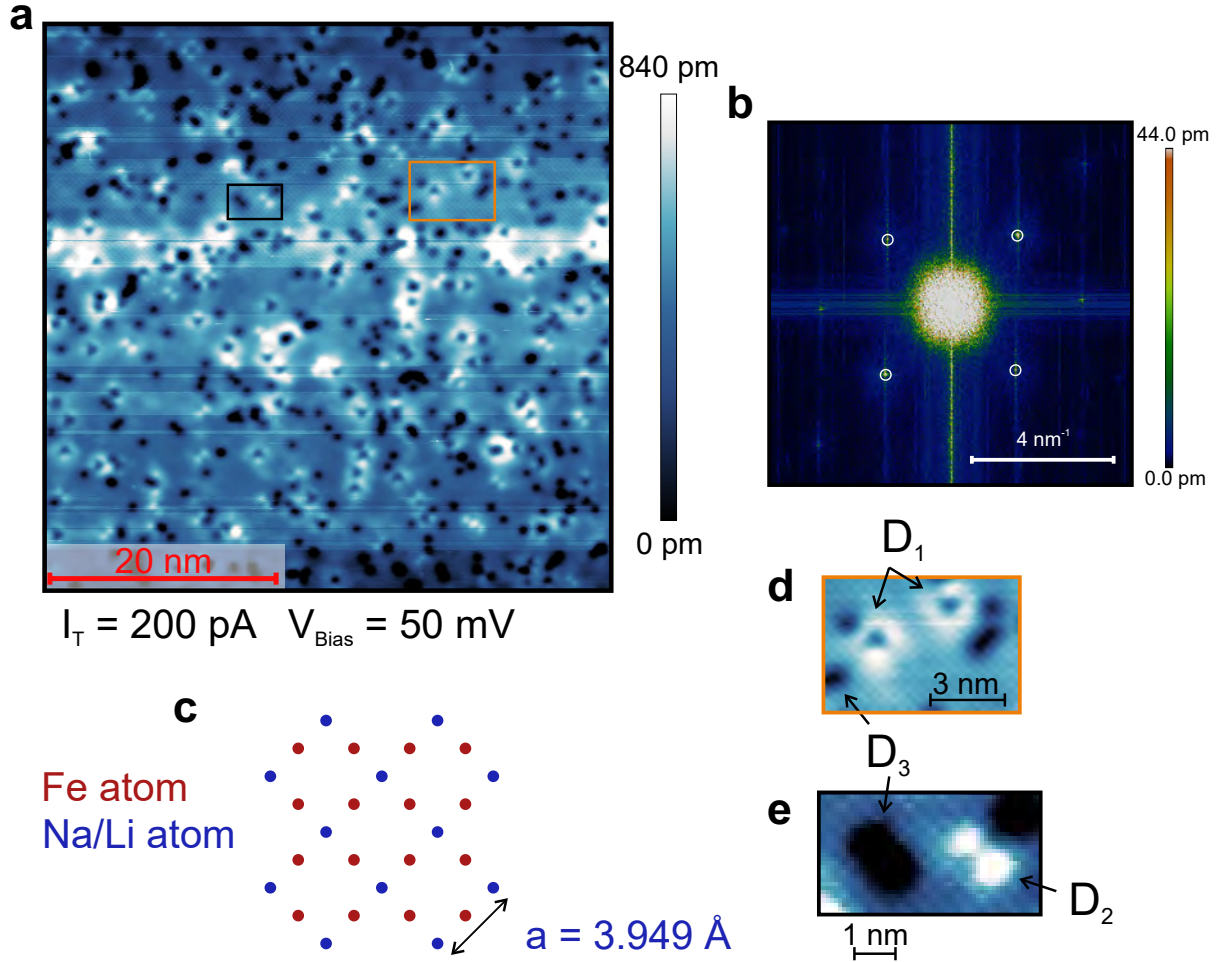 a
840 pm
0 pm
20 nm
I_T = 200 pA V_Bias = 50 mV
b
44.0 pm
0.0 pm
4 nm⁻¹
c
Fe atom
Na/Li atom
a = 3.949 Å
d
D₁
3 nm
D₃
e
D₂
1 nm